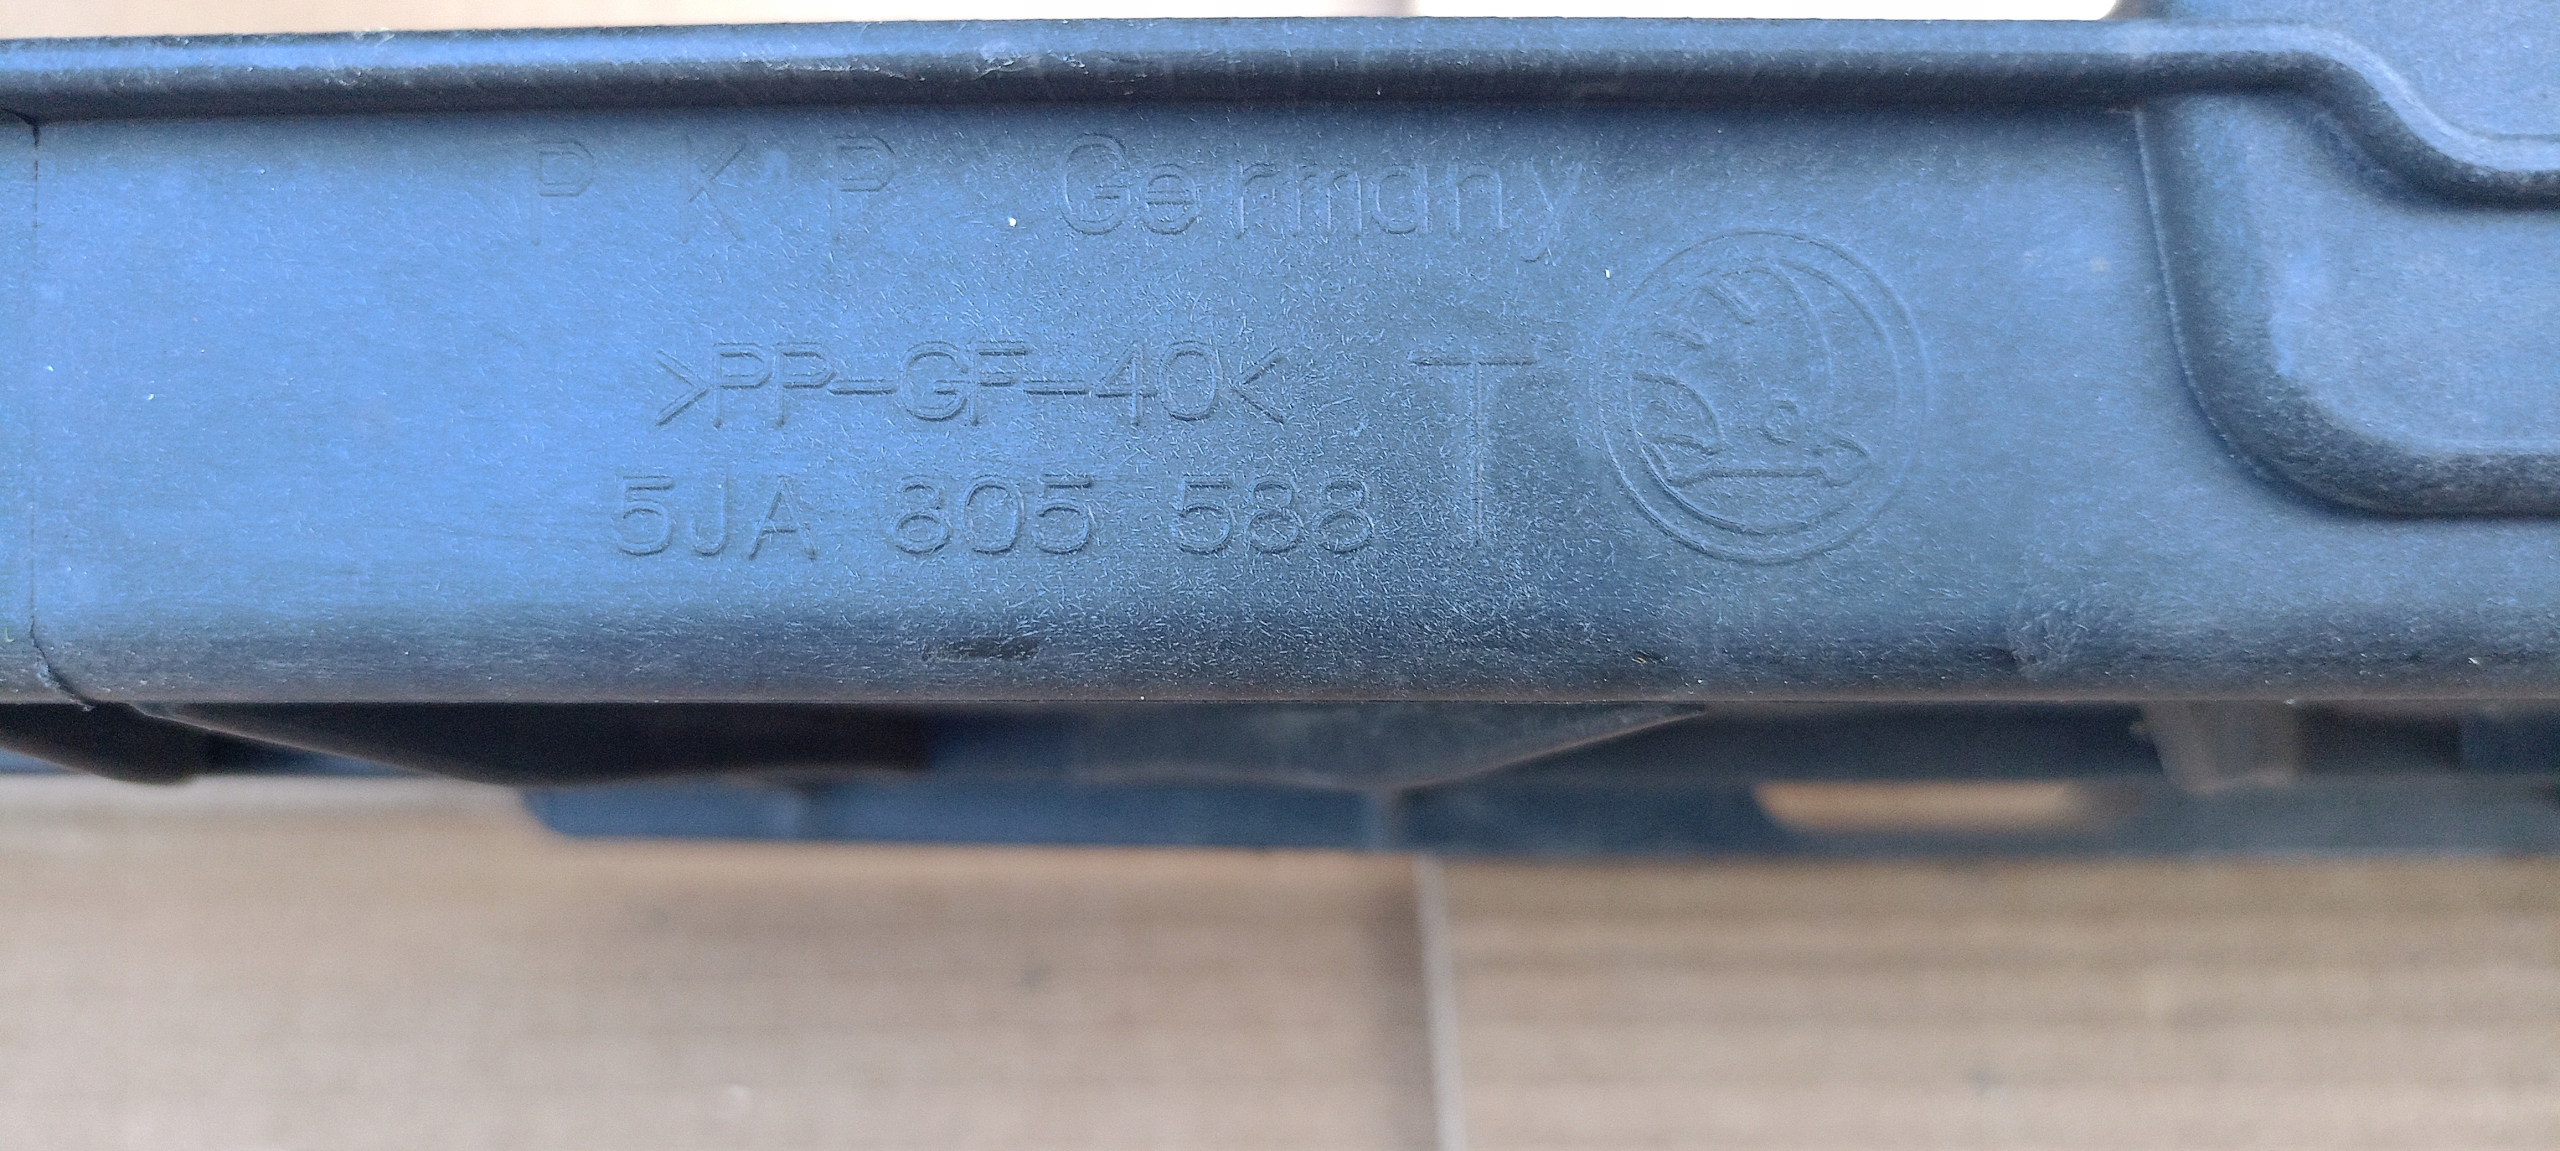 P K P Germany
>PP-GF-40<
5JA 805 588 T